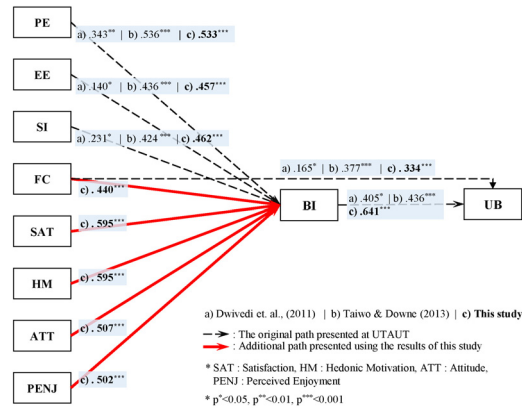 PE
a) .343** | b) .536*** | c) .533***
EE
a) .140* | b) .436*** | c) .457***
SI
a) .231* | b) .424*** | c) .462***
FC
a) .165* | b) .377*** | c) .334***
c). 440***
BI
a) .405* | b) .436***
c) .641***
UB
SAT
c). 595***
HM
c). 595***
ATT
c). 507***
PENJ
c). 502***
a) Dwivedi et. al., (2011) | b) Taiwo & Downe (2013) | c) This study
: The original path presented at UTAUT
: Additional path presented using the results of this study
* SAT : Satisfaction, HM : Hedonic Motivation, ATT : Attitude,
PENJ : Perceived Enjoyment
* p*<0.05, p**<0.01, p***<0.001